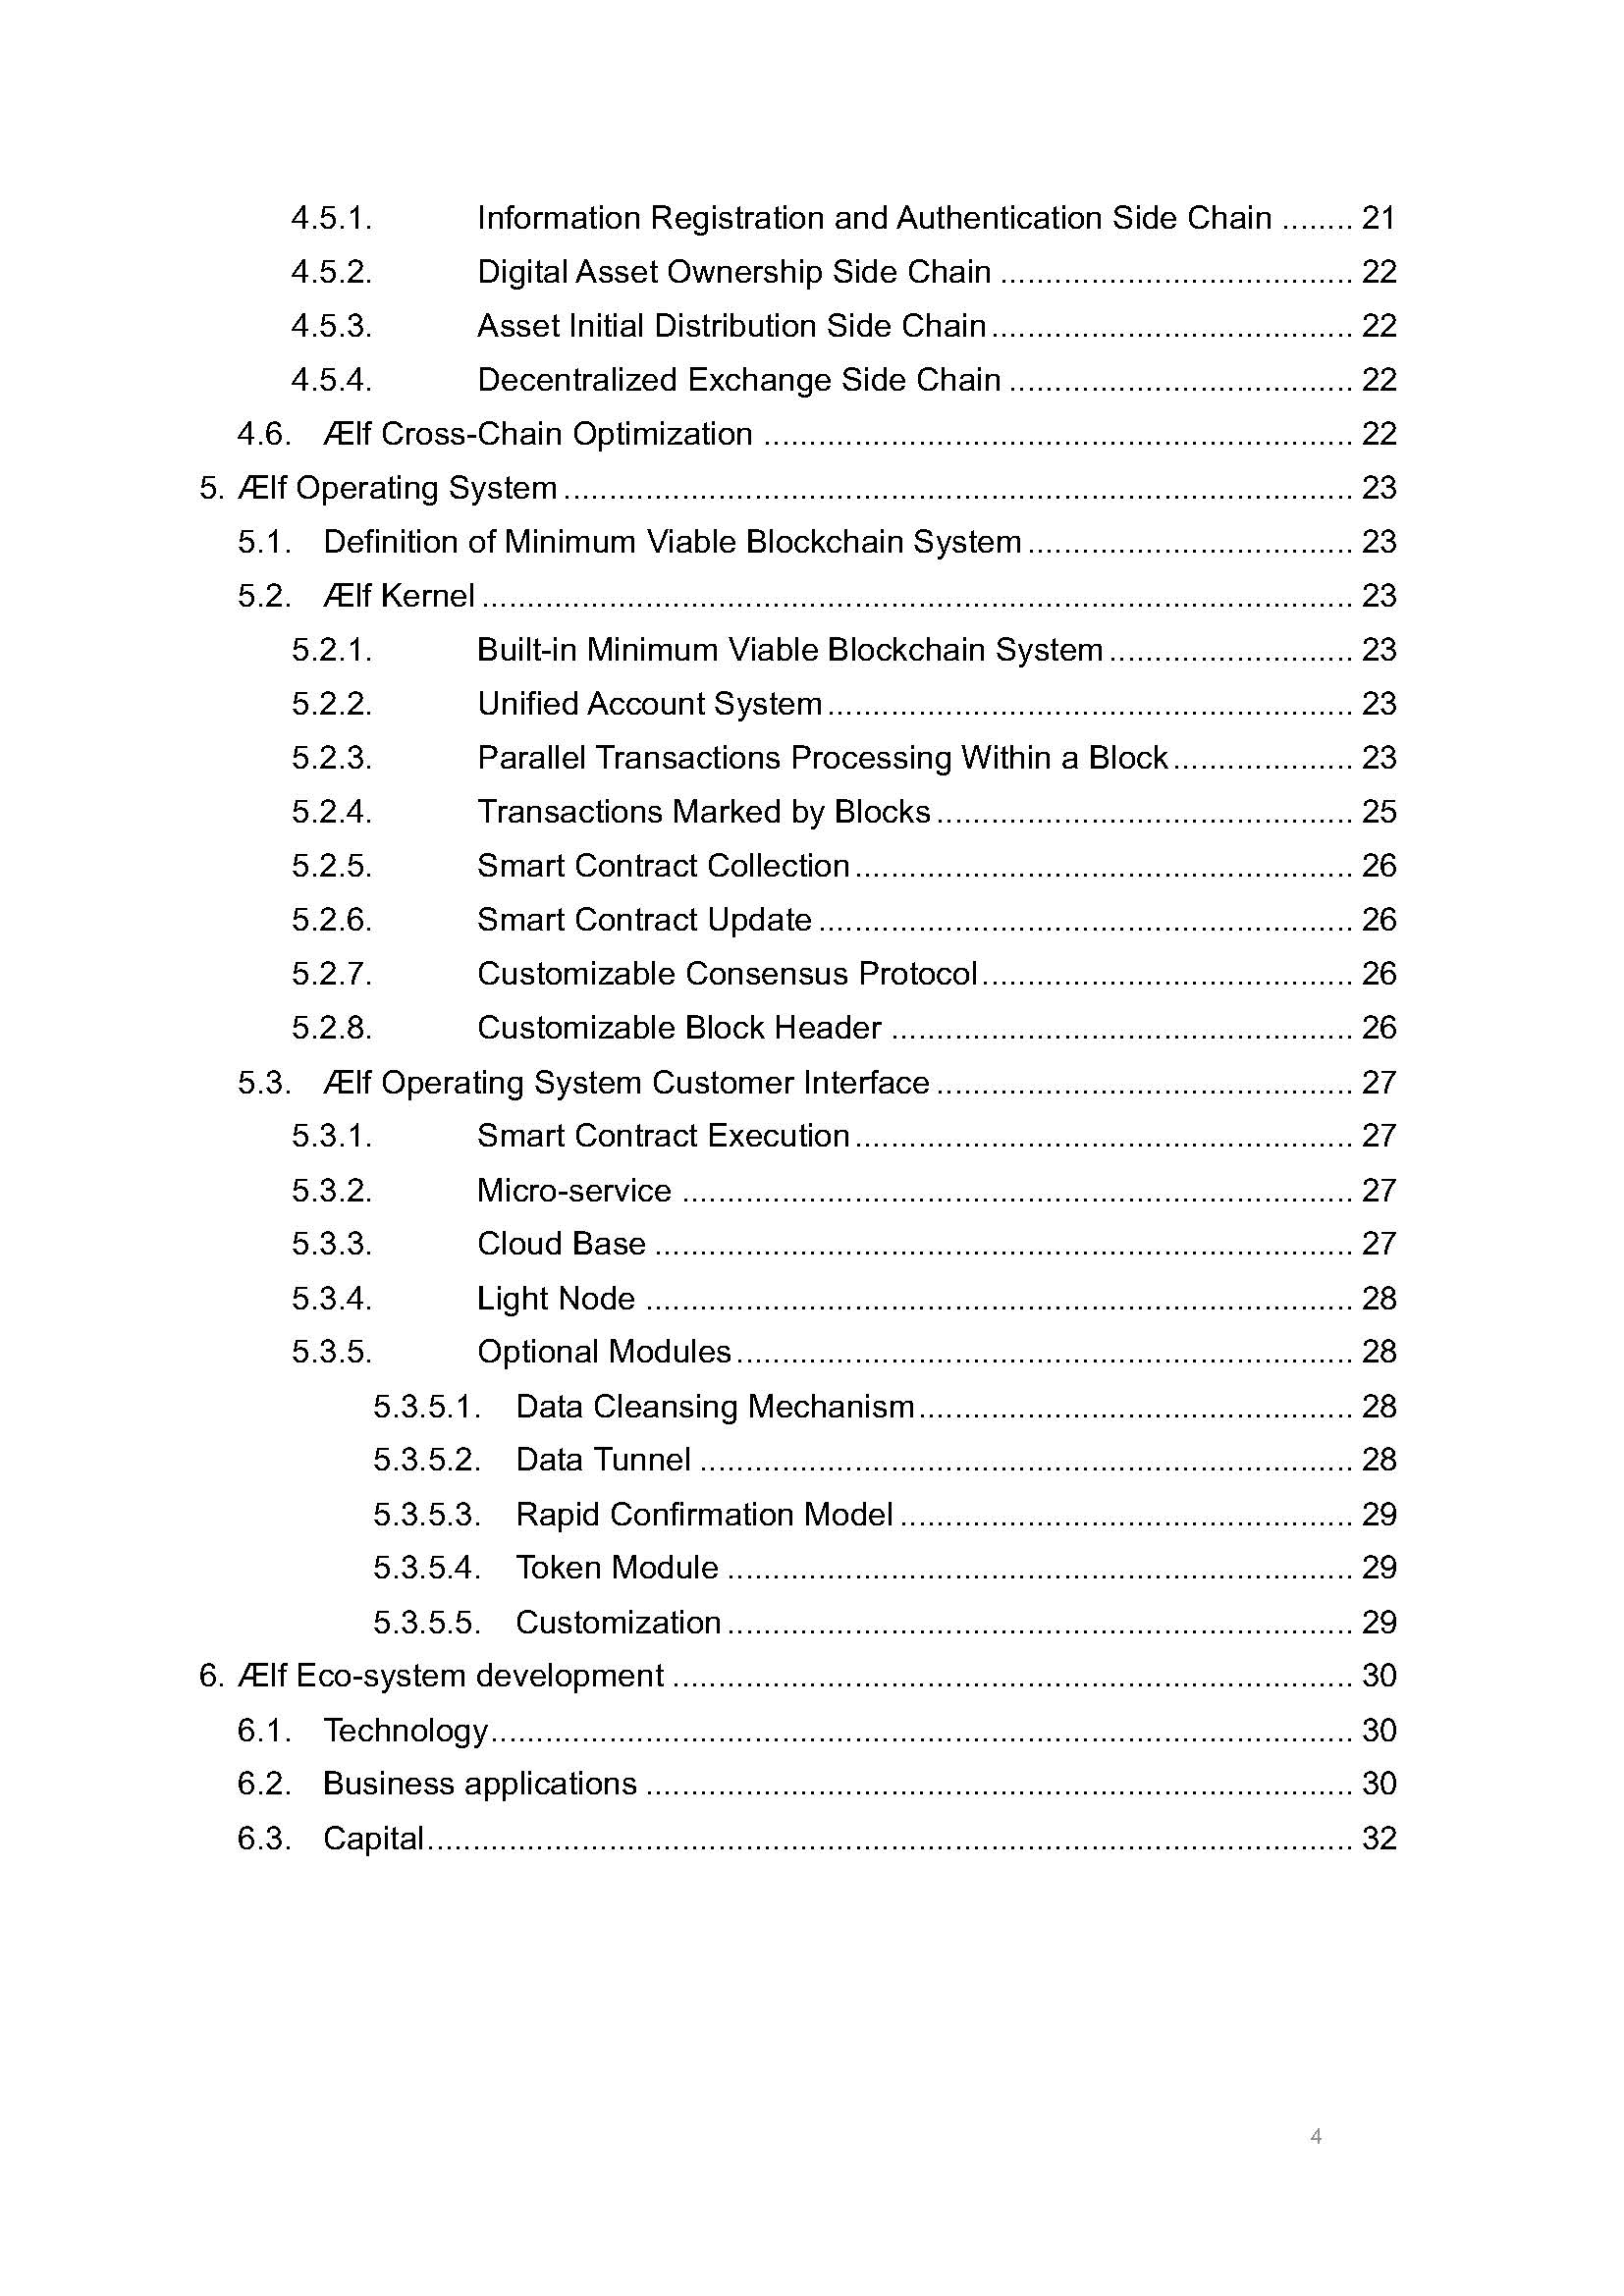 4.5.1. Information Registration and Authentication Side Chain ........ 21
4.5.2. Digital Asset Ownership Side Chain ....................................... 22
4.5.3. Asset Initial Distribution Side Chain ........................................ 22
4.5.4. Decentralized Exchange Side Chain ...................................... 22
4.6. Ælf Cross-Chain Optimization ................................................................. 22
5. Ælf Operating System ....................................................................................... 23
5.1. Definition of Minimum Viable Blockchain System .................................... 23
5.2. Ælf Kernel ................................................................................................ 23
5.2.1. Built-in Minimum Viable Blockchain System ........................... 23
5.2.2. Unified Account System .......................................................... 23
5.2.3. Parallel Transactions Processing Within a Block .................... 23
5.2.4. Transactions Marked by Blocks .............................................. 25
5.2.5. Smart Contract Collection ....................................................... 26
5.2.6. Smart Contract Update ........................................................... 26
5.2.7. Customizable Consensus Protocol ......................................... 26
5.2.8. Customizable Block Header ................................................... 26
5.3. Ælf Operating System Customer Interface .............................................. 27
5.3.1. Smart Contract Execution ....................................................... 27
5.3.2. Micro-service .......................................................................... 27
5.3.3. Cloud Base ............................................................................. 27
5.3.4. Light Node .............................................................................. 28
5.3.5. Optional Modules .................................................................... 28
5.3.5.1. Data Cleansing Mechanism ................................................ 28
5.3.5.2. Data Tunnel ........................................................................ 28
5.3.5.3. Rapid Confirmation Model .................................................. 29
5.3.5.4. Token Module ..................................................................... 29
5.3.5.5. Customization ..................................................................... 29
6. Ælf Eco-system development ........................................................................... 30
6.1. Technology ............................................................................................... 30
6.2. Business applications .............................................................................. 30
6.3. Capital ...................................................................................................... 32
4